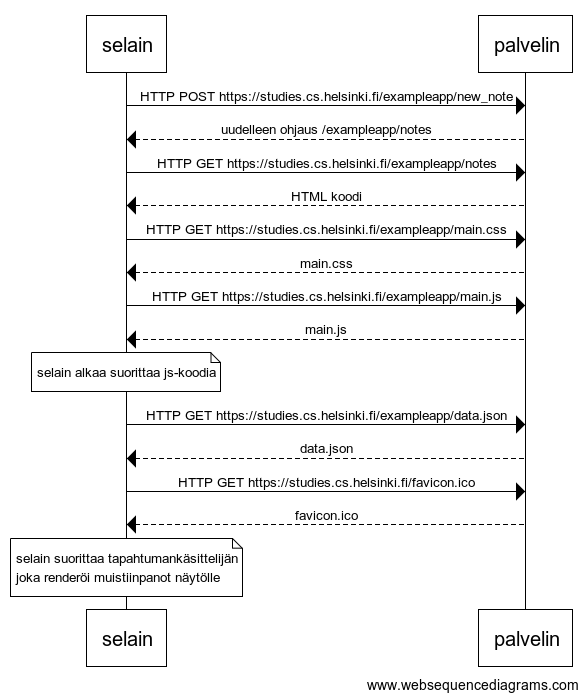 selain
palvelin
HTTP POST https://studies.cs.helsinki.fi/exampleapp/new_note
uudelleen ohjaus /exampleapp/notes
HTTP GET https://studies.cs.helsinki.fi/exampleapp/notes
HTML koodi
HTTP GET https://studies.cs.helsinki.fi/exampleapp/main.css
main.css
HTTP GET https://studies.cs.helsinki.fi/exampleapp/main.js
main.js
selain alkaa suorittaa js-koodia
HTTP GET https://studies.cs.helsinki.fi/exampleapp/data.json
data.json
HTTP GET https://studies.cs.helsinki.fi/favicon.ico
favicon.ico
selain suorittaa tapahtumankäsittelijän
joka renderöi muistiinpanot näytölle
selain
palvelin
www.websequencediagrams.com